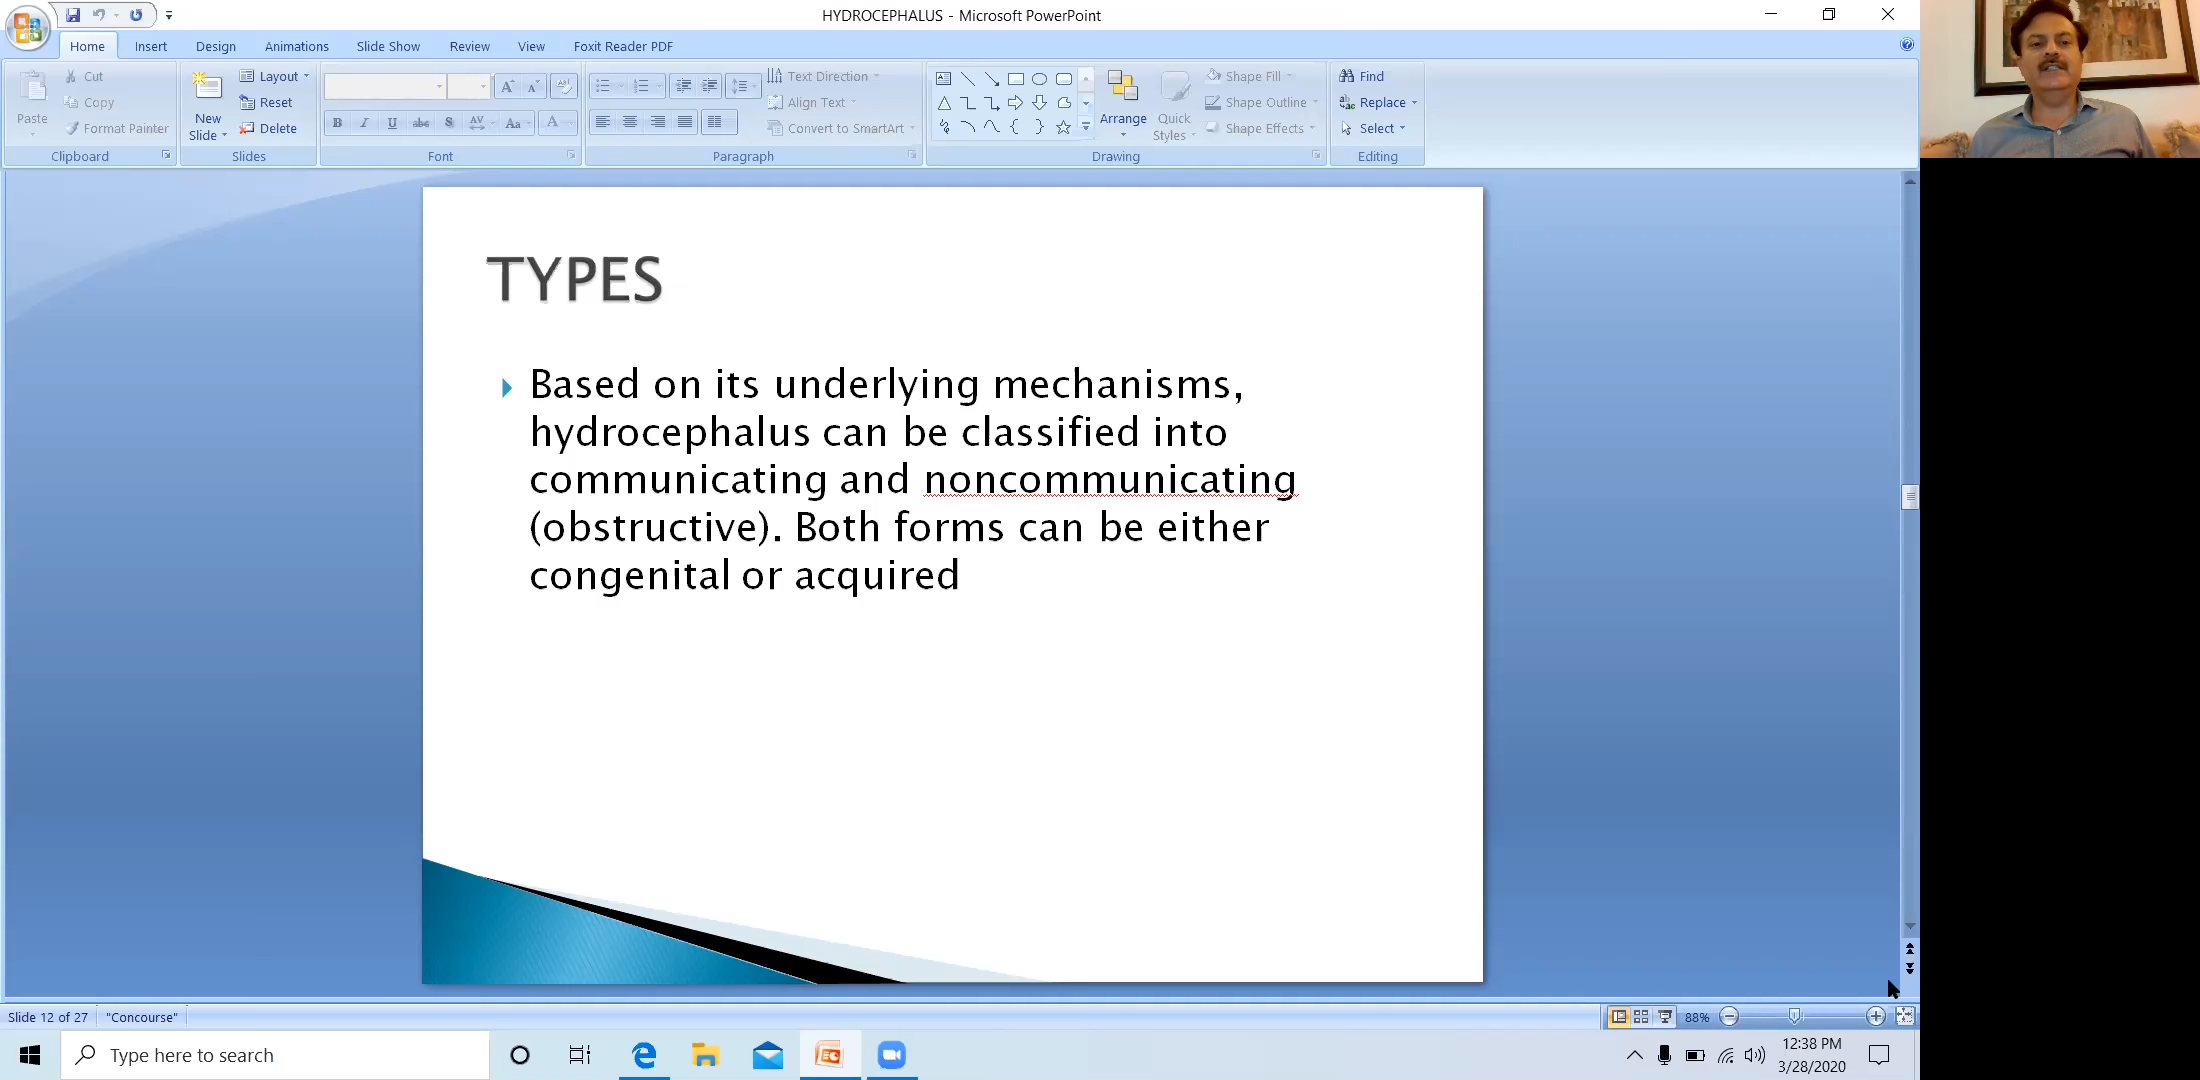 HYDROCEPHALUS - Microsoft PowerPoint
Home Insert Design Animations Slide Show Review View Foxit Reader PDF
Paste
Cut
Copy
Format Painter
Clipboard
New Slide
Layout
Reset
Delete
Slides
B I U abc S AV Aa A
Font
Text Direction
Align Text
Convert to SmartArt
Paragraph
Arrange
Quick Styles
Shape Fill
Shape Outline
Shape Effects
Drawing
Find
Replace
Select
Editing
TYPES
Based on its underlying mechanisms,
hydrocephalus can be classified into
communicating and noncommunicating
(obstructive). Both forms can be either
congenital or acquired
Slide 12 of 27 "Concourse" 88%
Type here to search
12:38 PM
3/28/2020